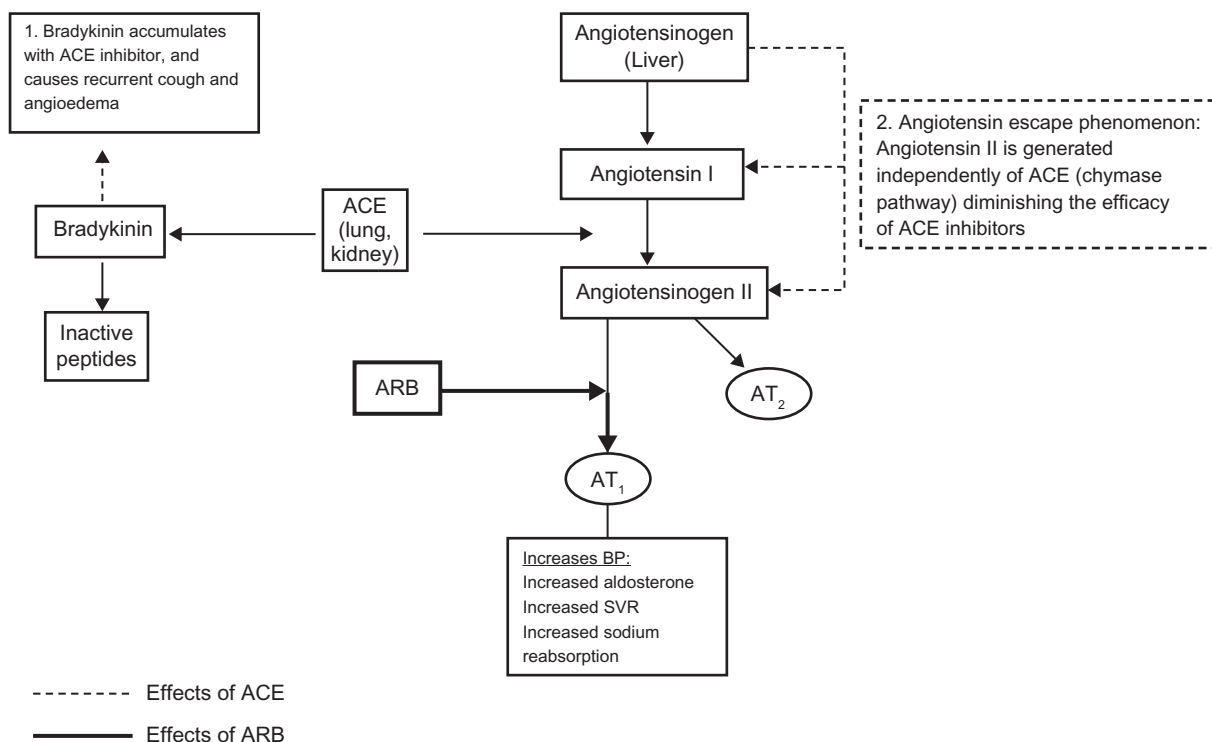 1. Bradykinin accumulates
with ACE inhibitor, and
causes recurrent cough and
angioedema
Angiotensinogen
(Liver)
2. Angiotensin escape phenomenon:
Angiotensin II is generated
independently of ACE (chymase
pathway) diminishing the efficacy
of ACE inhibitors
Angiotensin I
Bradykinin
ACE
(lung,
kidney)
Angiotensinogen II
Inactive
peptides
ARB
AT₂
AT₁
Increases BP:
Increased aldosterone
Increased SVR
Increased sodium
reabsorption
Effects of ACE
Effects of ARB